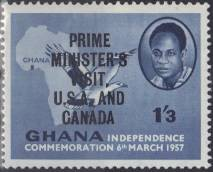 PRIME
MINISTER'S
VISIT
GHANA
U.S.A. AND
CANADA
1'3
GHANA INDEPENDENCE
COMMEMORATION 6th MARCH 1957